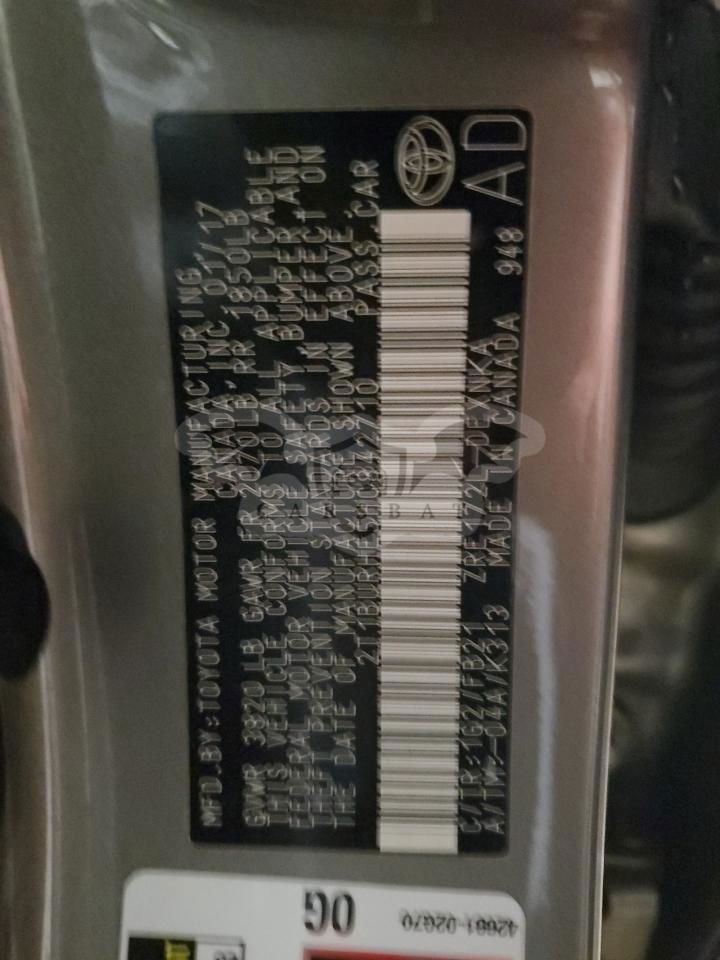 MFD.BY:TOYOTA MOTOR MANUFACTURING
CANADA, INC. 01/17
GVWR 3820 LB GAWR FR 2070LB RR 1850LB
THIS VEHICLE CONFORMS TO ALL APPLICABLE
FEDERAL MOTOR VEHICLE SAFETY, BUMPER, AND
THEFT PREVENTION STANDARDS IN EFFECT ON
THE DATE OF MANUFACTURE SHOWN ABOVE.
PASS. CAR
C/TR: 1G2/FB21 ZRE172L-DEXNKA
A/TM:-04A/K313 MADE IN CANADA 948
AD
CARSBAT
0G
42661-02G70